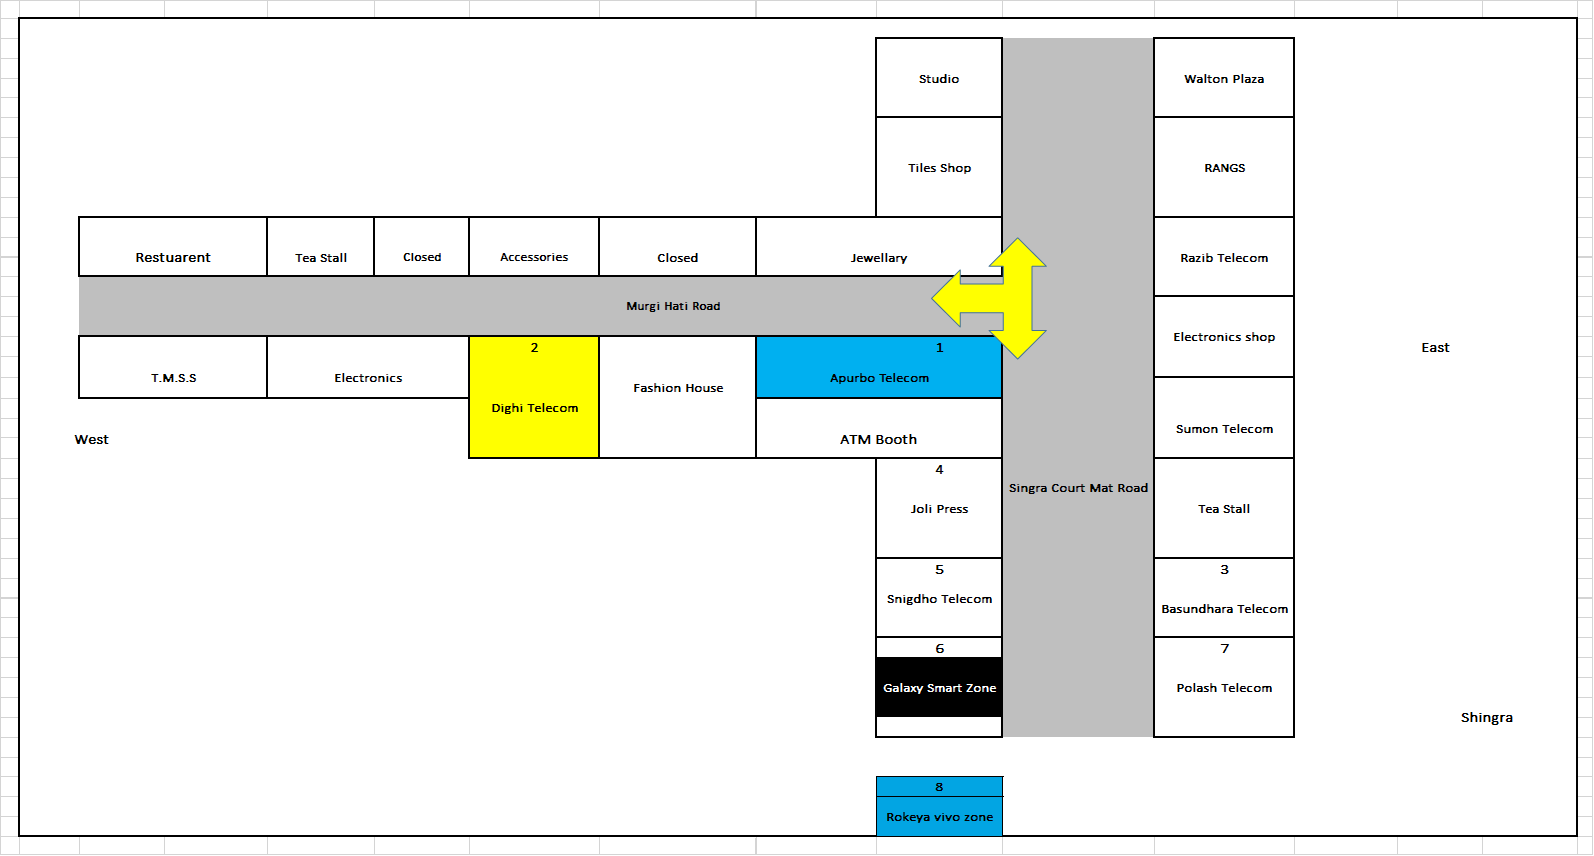 Studio
Walton Plaza
Tiles Shop
RANGS
Restuarent
Tea Stall
Closed
Accessories
Closed
Jewellary
Razib Telecom
Murgi Hati Road
Electronics shop
East
2
1
T.M.S.S
Electronics
Dighi Telecom
Fashion House
Apurbo Telecom
West
ATM Booth
Sumon Telecom
4
Joli Press
Singra Court Mat Road
Tea Stall
5
Snigdho Telecom
3
Basundhara Telecom
6
Galaxy Smart Zone
7
Polash Telecom
Shingra
8
Rokeya vivo zone